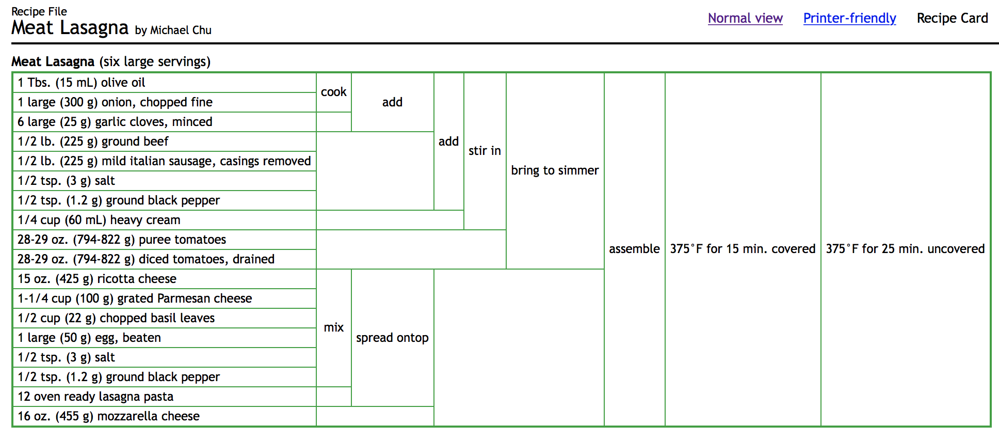 Recipe File
Meat Lasagna by Michael Chu
Normal view Printer-friendly Recipe Card
Meat Lasagna (six large servings)
1 Tbs. (15 mL) olive oil
1 large (300 g) onion, chopped fine
6 large (25 g) garlic cloves, minced
1/2 lb. (225 g) ground beef
1/2 lb. (225 g) mild italian sausage, casings removed
1/2 tsp. (3 g) salt
1/2 tsp. (1.2 g) ground black pepper
1/4 cup (60 mL) heavy cream
28-29 oz. (794-822 g) puree tomatoes
28-29 oz. (794-822 g) diced tomatoes, drained
15 oz. (425 g) ricotta cheese
1-1/4 cup (100 g) grated Parmesan cheese
1/2 cup (22 g) chopped basil leaves
1 large (50 g) egg, beaten
1/2 tsp. (3 g) salt
1/2 tsp. (1.2 g) ground black pepper
12 oven ready lasagna pasta
16 oz. (455 g) mozzarella cheese
cook
mix
add
spread ontop
add
stir in
bring to simmer
assemble
375°F for 15 min. covered
375°F for 25 min. uncovered